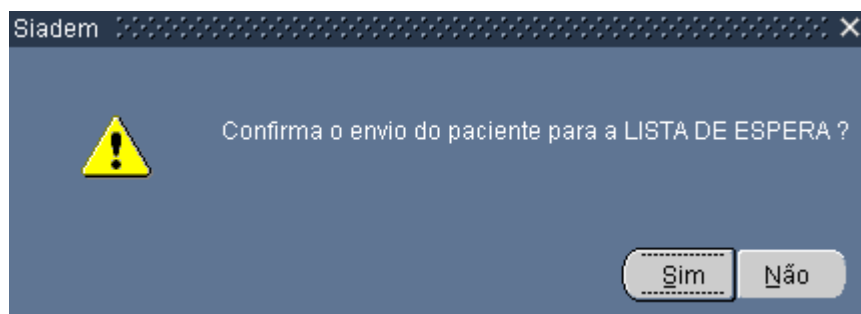 Siadem
Confirma o envio do paciente para a LISTA DE ESPERA ?
Sim Não